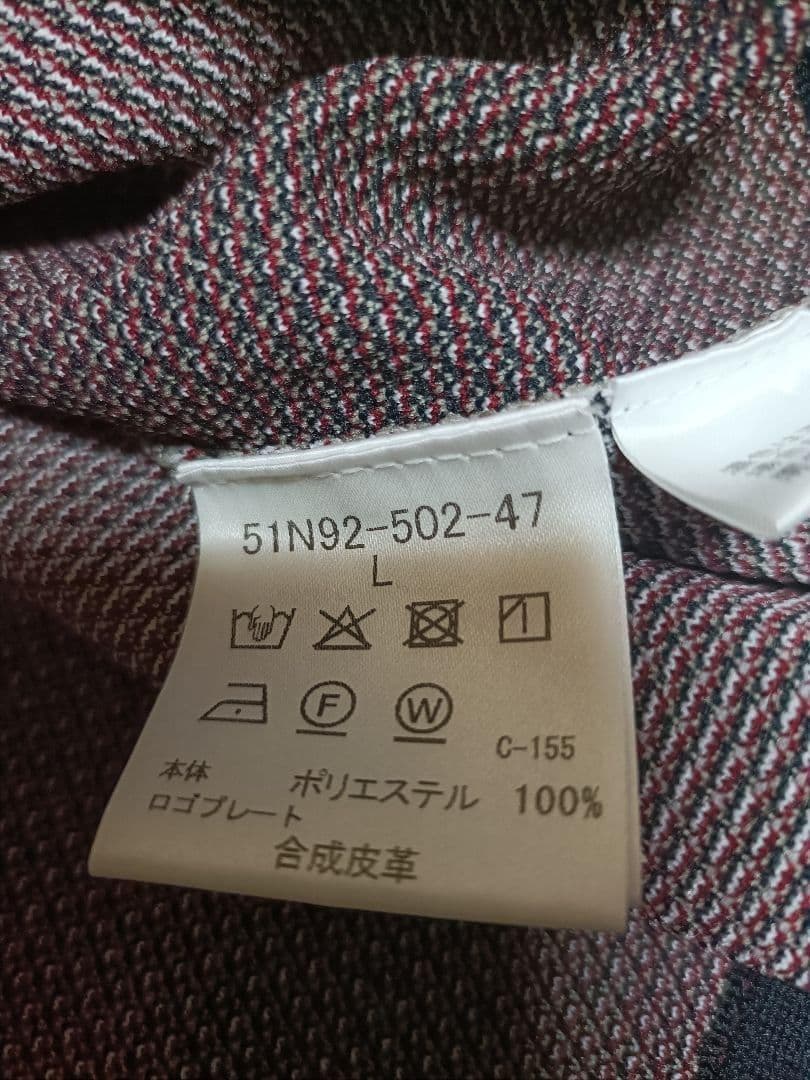 51N92-502-47
L
F W
C-155
本体 ポリエステル 100%
ロゴプレート
合成皮革